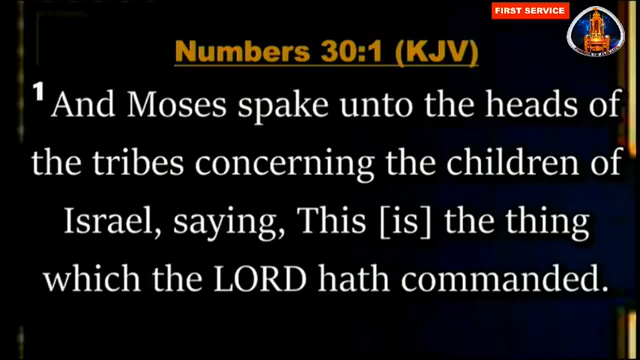 FIRST SERVICE
Numbers 30:1 (KJV)
1 And Moses spake unto the heads of
the tribes concerning the children of
Israel, saying, This [is] the thing
which the LORD hath commanded.